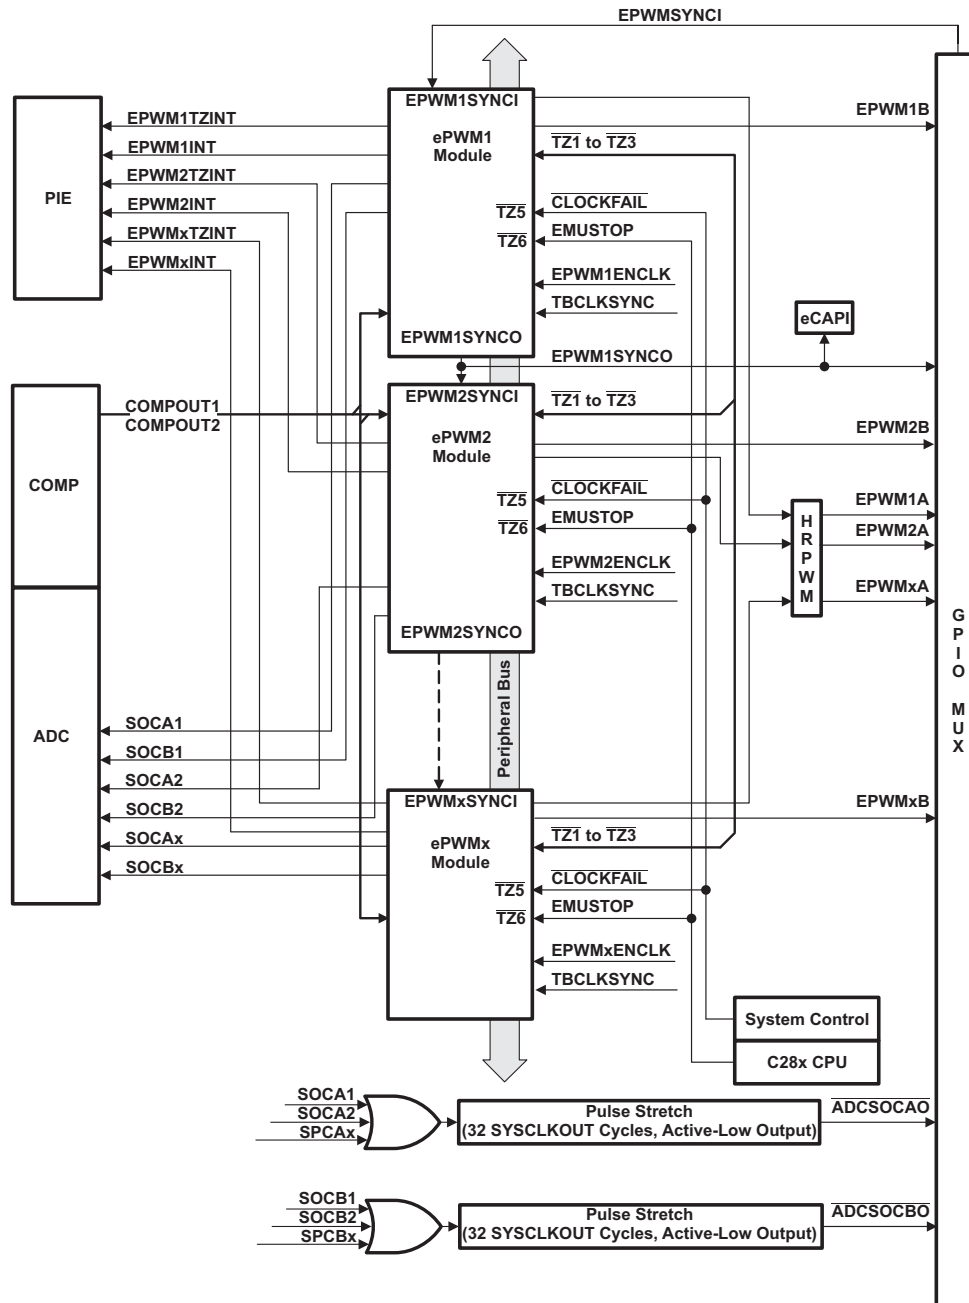 EPWMSYNCI
EPWM1SYNCI
EPWM1TZINT
EPWM1B
ePWM1
Module
TZ1 to TZ3
EPWM1INT
EPWM2TZINT
PIE
CLOCKFAIL
EPWM2INT
TZ5
EMUSTOP
EPWMxTZINT
TZ6
EPWMxINT
EPWM1ENCLK
TBCLKSYNC
eCAPI
EPWM1SYNCO
EPWM1SYNCO
EPWM2SYNCI
COMPOUT1
COMPOUT2
TZ1 to TZ3
EPWM2B
ePWM2
Module
COMP
CLOCKFAIL
TZ5
EMUSTOP
TZ6
EPWM1A
EPWM2A
HRPWM
EPWM2ENCLK
TBCLKSYNC
EPWMxA
EPWM2SYNCO
GPIO MUX
Peripheral Bus
ADC
SOCA1
SOCB1
SOCA2
SOCB2
SOCAx
SOCBx
EPWMxSYNCI
EPWMxB
ePWMx
Module
TZ1 to TZ3
CLOCKFAIL
TZ5
EMUSTOP
TZ6
EPWMxENCLK
TBCLKSYNC
System Control
C28x CPU
SOCA1
SOCA2
SPCAx
Pulse Stretch
(32 SYSCLKOUT Cycles, Active-Low Output)
ADCSOCAO
SOCB1
SOCB2
SPCBx
Pulse Stretch
(32 SYSCLKOUT Cycles, Active-Low Output)
ADCSOCBO